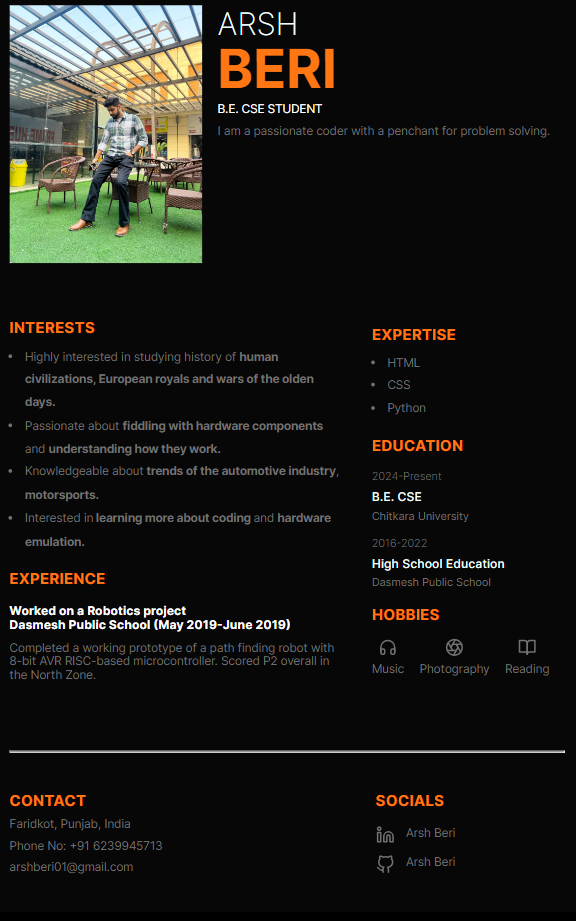 ARSH
BERI
B.E. CSE STUDENT
I am a passionate coder with a penchant for problem solving.
INTERESTS
• Highly interested in studying history of human
civilizations, European royals and wars of the olden
days.
• Passionate about fiddling with hardware components
and understanding how they work.
• Knowledgeable about trends of the automotive industry,
motorsports.
• Interested in learning more about coding and hardware
emulation.
EXPERIENCE
Worked on a Robotics project
Dasmesh Public School (May 2019-June 2019)
Completed a working prototype of a path finding robot with
8-bit AVR RISC-based microcontroller. Scored P2 overall in
the North Zone.
EXPERTISE
• HTML
• CSS
• Python
EDUCATION
2024-Present
B.E. CSE
Chitkara University
2016-2022
High School Education
Dasmesh Public School
HOBBIES
Music Photography Reading
CONTACT
Faridkot, Punjab, India
Phone No: +91 6239945713
arshberi01@gmail.com
SOCIALS
Arsh Beri
Arsh Beri